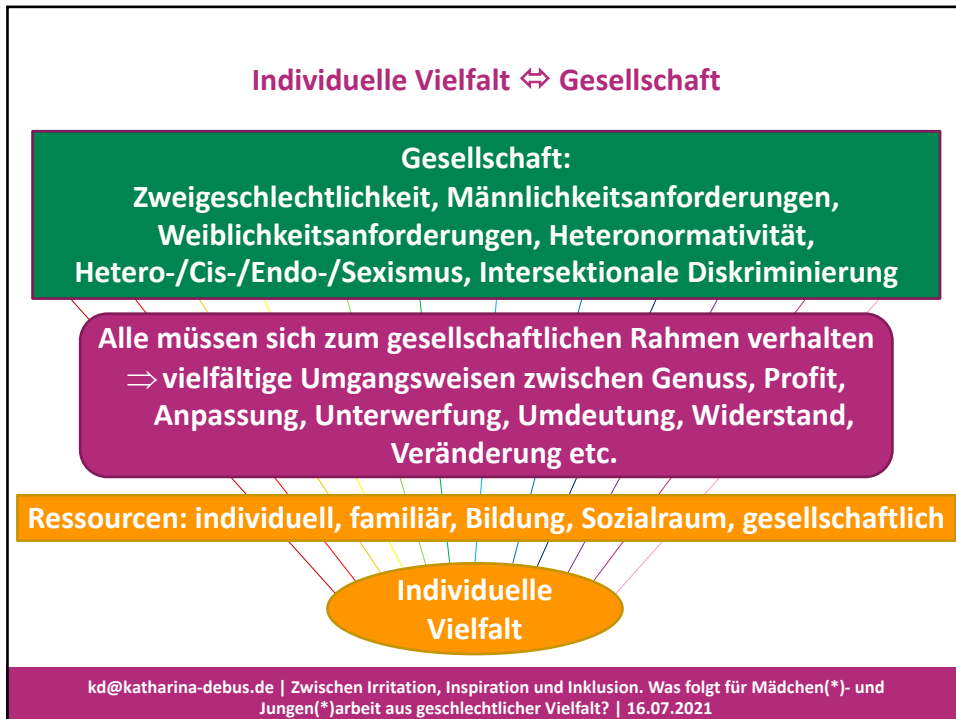 Individuelle Vielfalt ⇔ Gesellschaft
Gesellschaft:
Zweigeschlechtlichkeit, Männlichkeitsanforderungen,
Weiblichkeitsanforderungen, Heteronormativität,
Hetero-/Cis-/Endo-/Sexismus, Intersektionale Diskriminierung
Alle müssen sich zum gesellschaftlichen Rahmen verhalten
⇒ vielfältige Umgangsweisen zwischen Genuss, Profit,
Anpassung, Unterwerfung, Umdeutung, Widerstand,
Veränderung etc.
Ressourcen: individuell, familiär, Bildung, Sozialraum, gesellschaftlich
Individuelle
Vielfalt
kd@katharina-debus.de | Zwischen Irritation, Inspiration und Inklusion. Was folgt für Mädchen(*)- und
Jungen(*)arbeit aus geschlechtlicher Vielfalt? | 16.07.2021